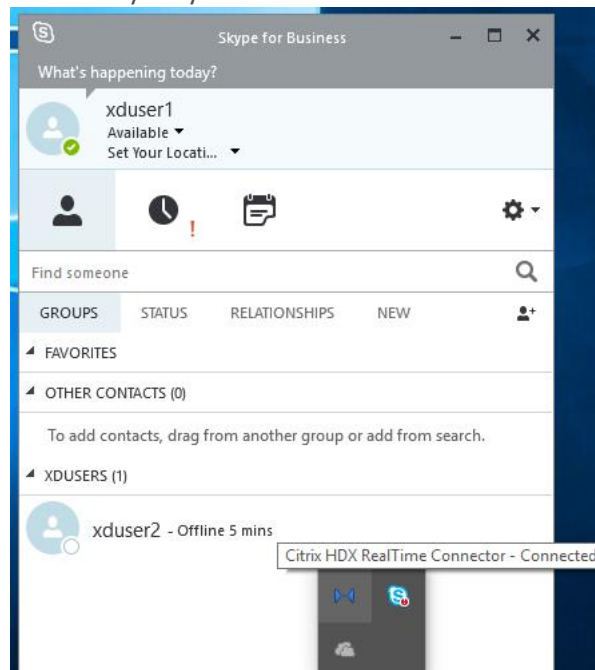 Skype for Business
What's happening today?
xduser1
Available
Set Your Locati...
!
Find someone
GROUPS STATUS RELATIONSHIPS NEW
FAVORITES
OTHER CONTACTS (0)
To add contacts, drag from another group or add from search.
XDUSERS (1)
xduser2 - Offline 5 mins
Citrix HDX RealTime Connector - Connected